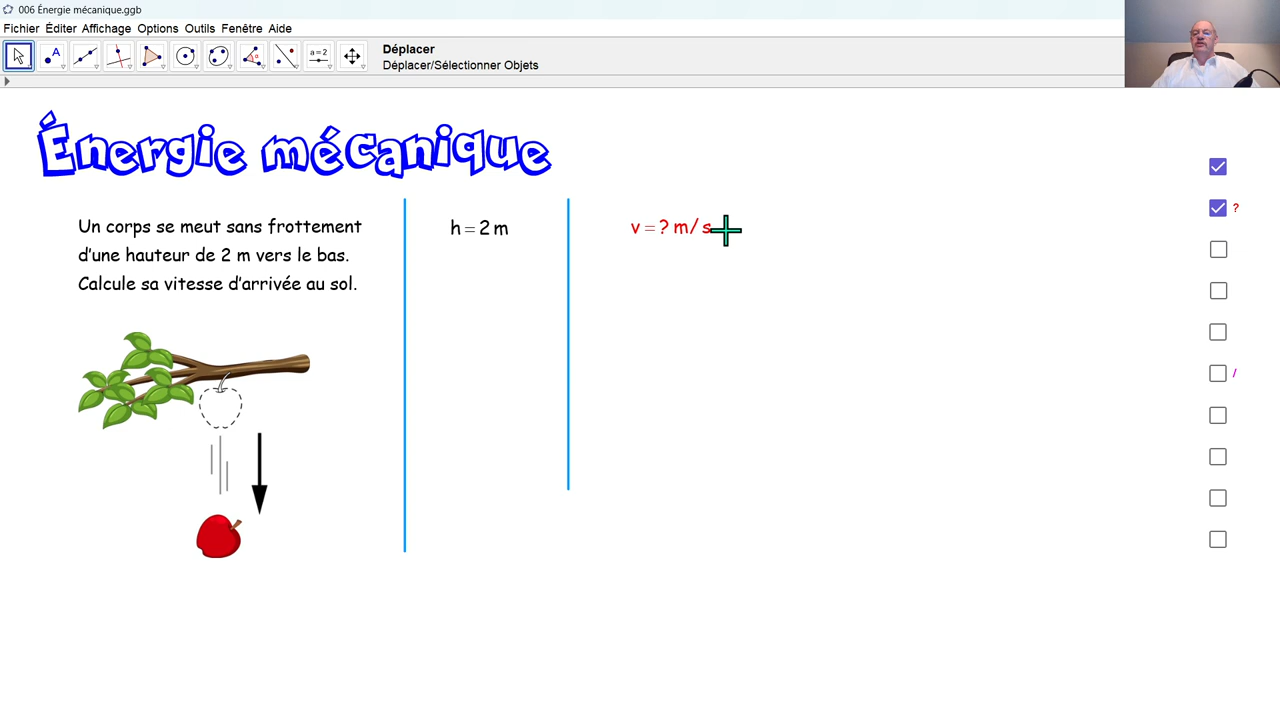 006 Énergie mécanique.ggb
Fichier Éditer Affichage Options Outils Fenêtre Aide
A
a=2
Déplacer
Déplacer/Sélectionner Objets
Énergie mécanique
Un corps se meut sans frottement
d’une hauteur de 2 m vers le bas.
Calcule sa vitesse d’arrivée au sol.
h = 2 m
v = ? m/s
?
/